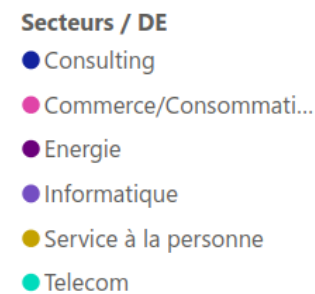 Secteurs / DE
Consulting
Commerce/Consommati...
Energie
Informatique
Service à la personne
Telecom